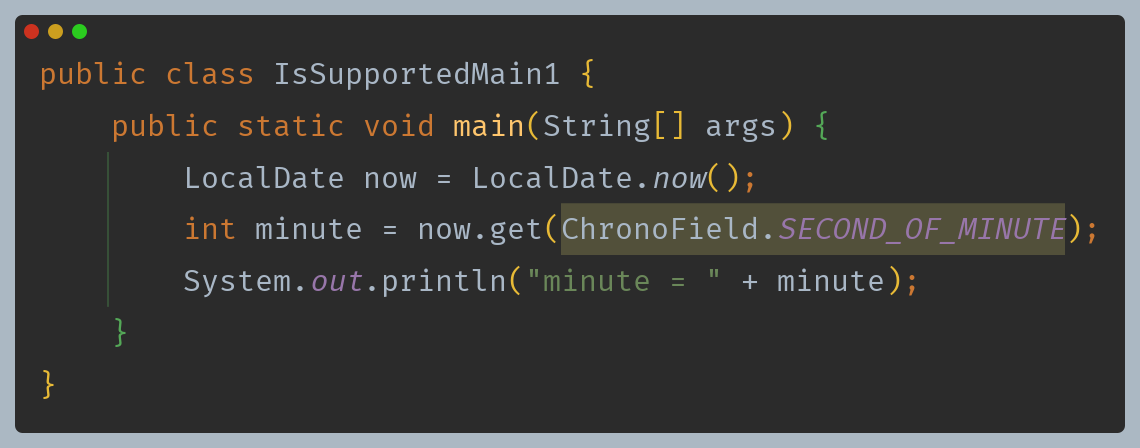 public class IsSupportedMain1 {
    public static void main(String[] args) {
        LocalDate now = LocalDate.now();
        int minute = now.get(ChronoField.SECOND_OF_MINUTE);
        System.out.println("minute = " + minute);
    }
}